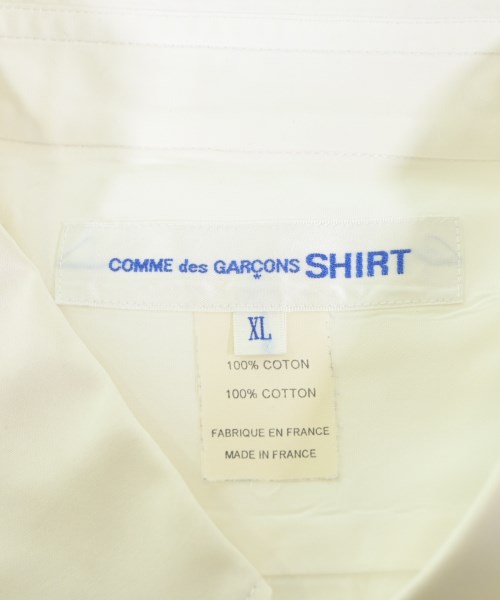 COMME des GARÇONS SHIRT
XL
100% COTON
100% COTTON
FABRIQUE EN FRANCE
MADE IN FRANCE